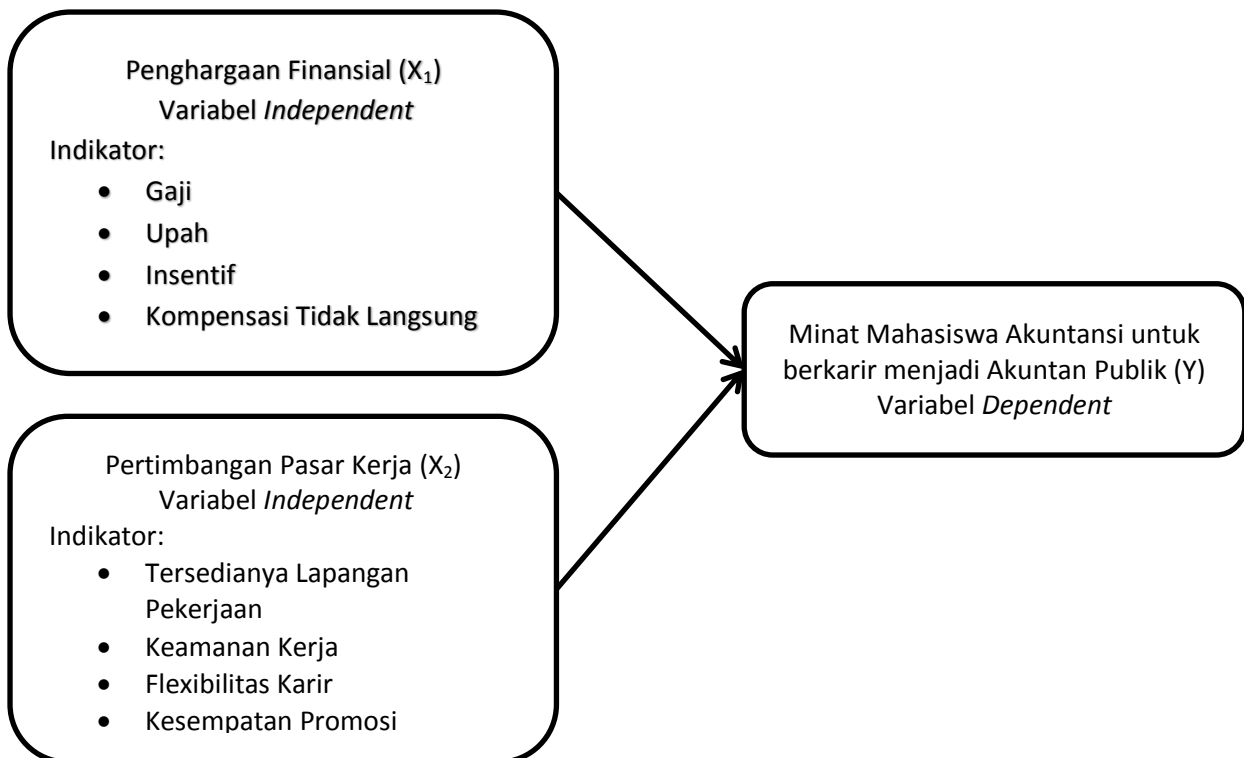 Penghargaan Finansial (X₁)
Variabel Independent
Indikator:
• Gaji
• Upah
• Insentif
• Kompensasi Tidak Langsung
Pertimbangan Pasar Kerja (X₂)
Variabel Independent
Indikator:
• Tersedianya Lapangan
Pekerjaan
• Keamanan Kerja
• Flexibilitas Karir
• Kesempatan Promosi
Minat Mahasiswa Akuntansi untuk
berkarir menjadi Akuntan Publik (Y)
Variabel Dependent